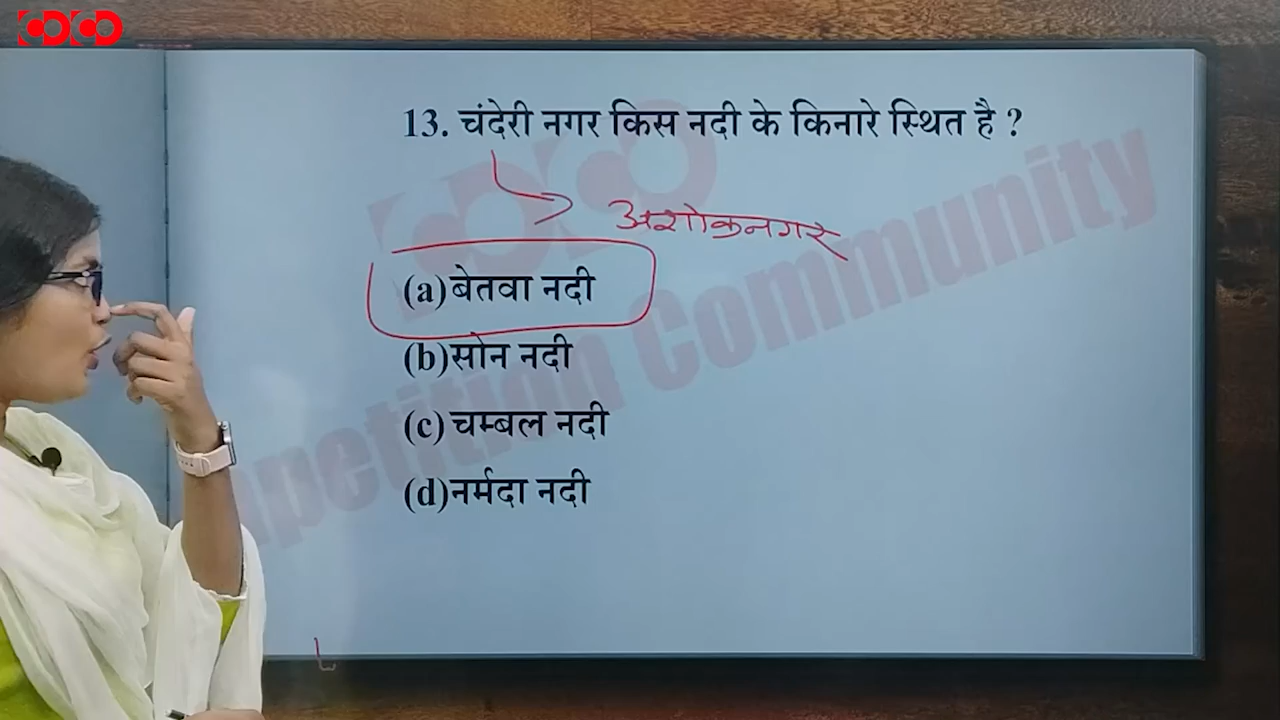 13. चंदेरी नगर किस नदी के किनारे स्थित है ?
अशोकनगर
(a) बेतवा नदी
(b) सोन नदी
(c) चम्बल नदी
(d) नर्मदा नदी
Competition Community